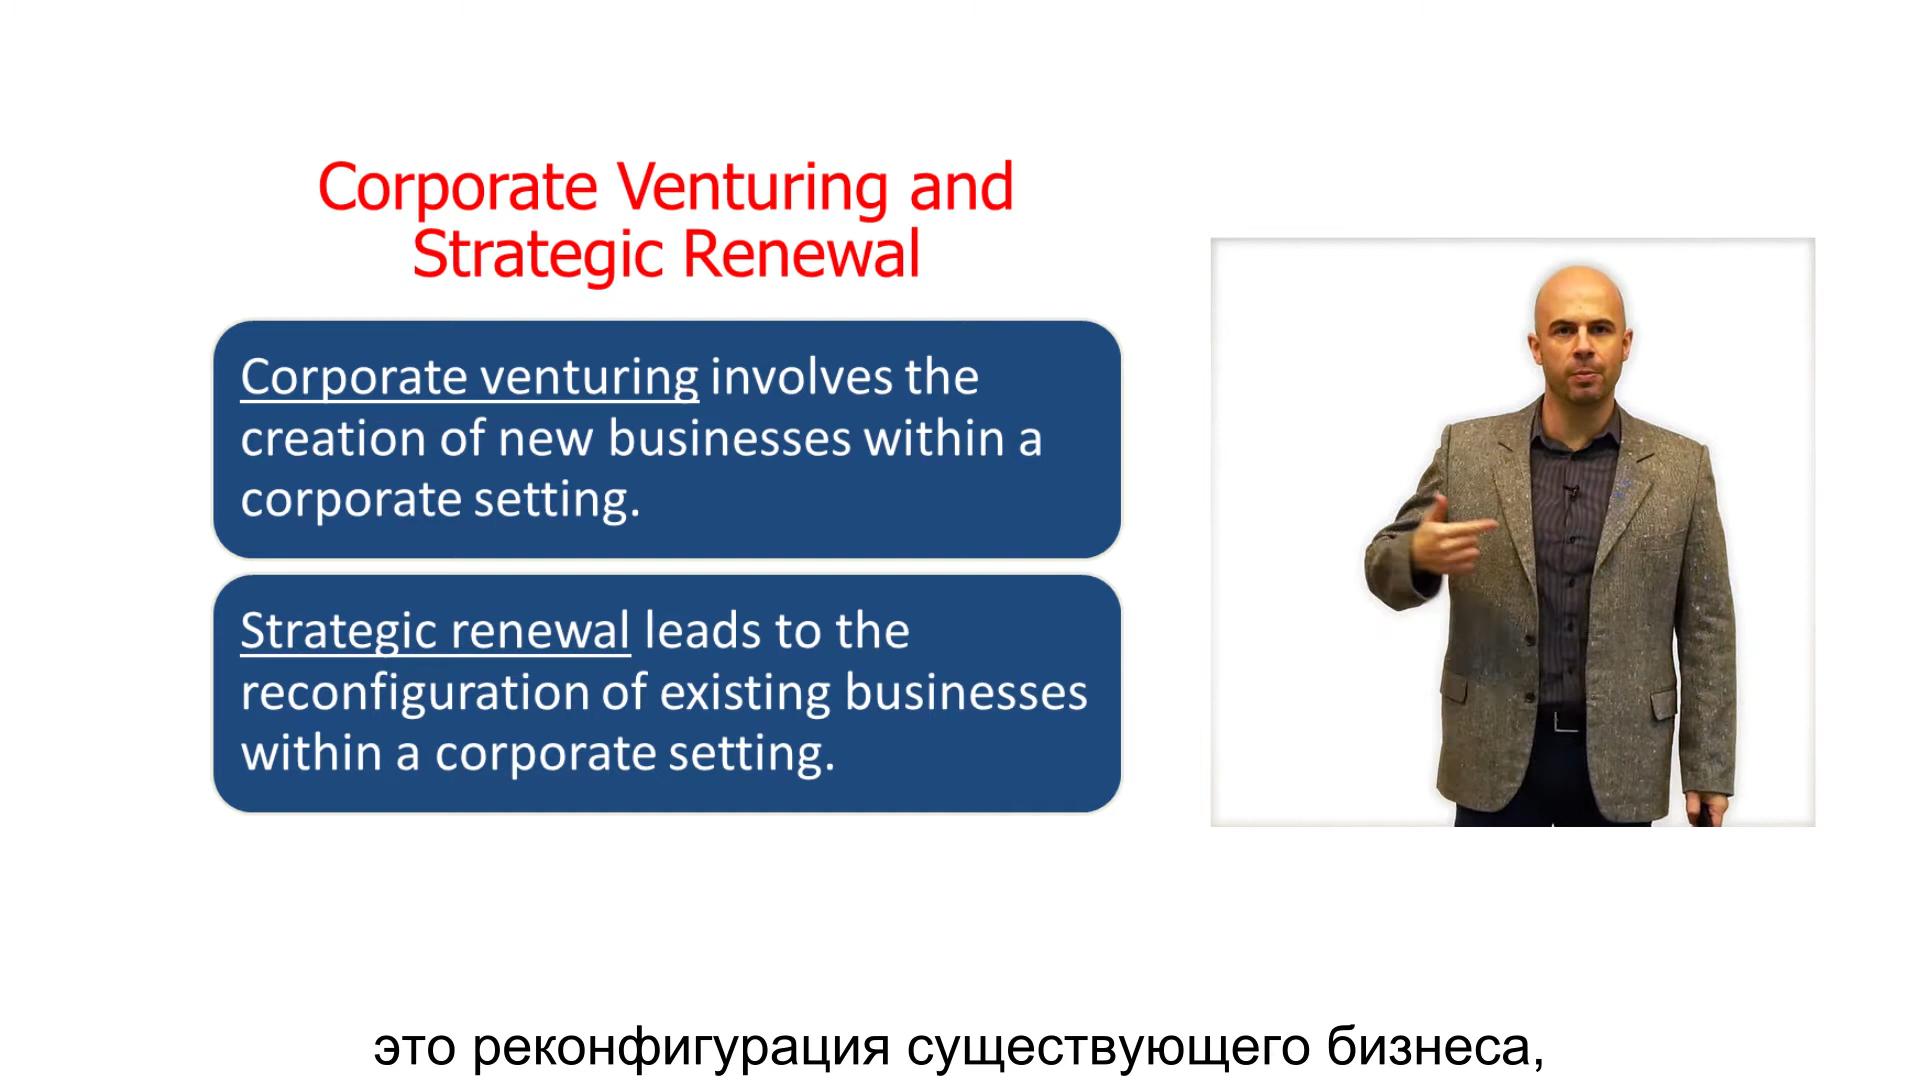 Corporate Venturing and
Strategic Renewal
Corporate venturing involves the
creation of new businesses within a
corporate setting.
Strategic renewal leads to the
reconfiguration of existing businesses
within a corporate setting.
это реконфигурация существующего бизнеса,